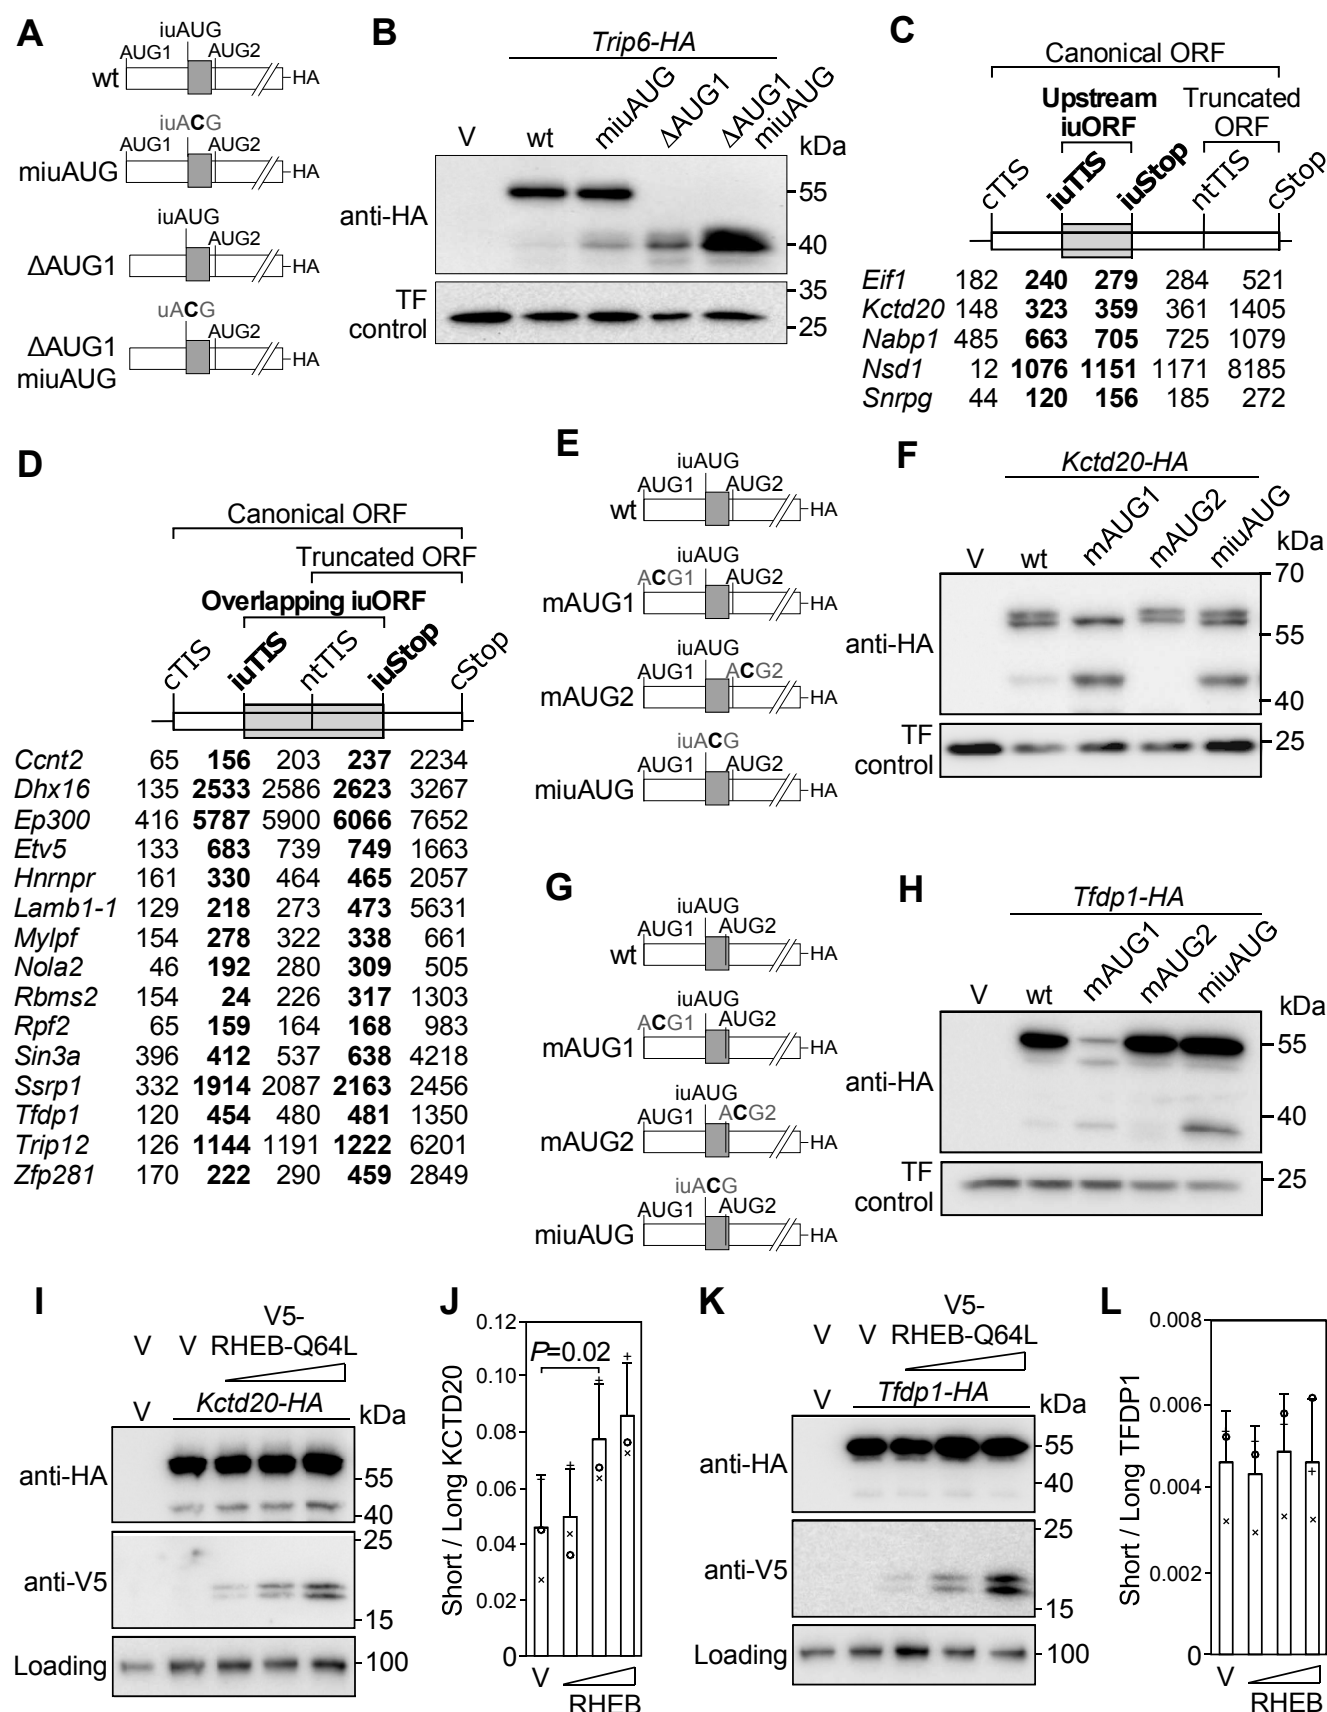 A
iuAUG
AUG1 AUG2
wt
HA
iuACG
AUG1 AUG2
miuAUG
HA
iuAUG
AUG2
ΔAUG1
HA
uACG
AUG2
ΔAUG1
miuAUG
HA
B
Trip6-HA
V wt miuAUG ΔAUG1 ΔAUG1 miuAUG
kDa
anti-HA
55
40
TF
control
35
25
C
Canonical ORF
Upstream iuORF
Truncated ORF
cTIS iuTIS iuStop ntTIS cStop
Eif1 182 240 279 284 521
Kctd20 148 323 359 361 1405
Nabp1 485 663 705 725 1079
Nsd1 12 1076 1151 1171 8185
Snrpg 44 120 156 185 272
D
Canonical ORF
Truncated ORF
Overlapping iuORF
cTIS iuTIS ntTIS iuStop cStop
Ccnt2 65 156 203 237 2234
Dhx16 135 2533 2586 2623 3267
Ep300 416 5787 5900 6066 7652
Etv5 133 683 739 749 1663
Hnrnpr 161 330 464 465 2057
Lamb1-1 129 218 273 473 5631
Mylpf 154 278 322 338 661
Nola2 46 192 280 309 505
Rbms2 154 24 226 317 1303
Rpf2 65 159 164 168 983
Sin3a 396 412 537 638 4218
Ssrp1 332 1914 2087 2163 2456
Tfdp1 120 454 480 481 1350
Trip12 126 1144 1191 1222 6201
Zfp281 170 222 290 459 2849
E
iuAUG
AUG1 AUG2
wt
HA
iuAUG
ACG1 AUG2
mAUG1
HA
iuAUG
AUG1 ACG2
mAUG2
HA
iuACG
AUG1 AUG2
miuAUG
HA
F
Kctd20-HA
V wt mAUG1 mAUG2 miuAUG
kDa
70
anti-HA
55
40
TF
control
25
G
iuAUG
AUG1 AUG2
wt
HA
iuAUG
ACG1 AUG2
mAUG1
HA
iuAUG
AUG1 ACG2
mAUG2
HA
iuACG
AUG1 AUG2
miuAUG
HA
H
Tfdp1-HA
V wt mAUG1 mAUG2 miuAUG
kDa
55
anti-HA
40
TF
control
25
I
V5-
V V RHEB-Q64L
V Kctd20-HA
kDa
anti-HA
55
40
25
anti-V5
15
Loading
100
J
Short / Long KCTD20
0.12
0.10
0.08
0.06
0.04
0.02
0
P=0.02
V
RHEB
K
V5-
V V RHEB-Q64L
V Tfdp1-HA
kDa
anti-HA
55
40
25
anti-V5
15
Loading
100
L
Short / Long TFDP1
0.008
0.006
0.004
0.002
0
V
RHEB